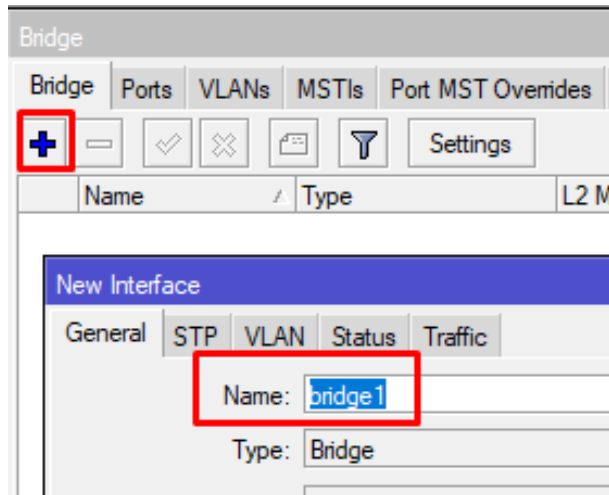 Bridge
Bridge Ports VLANs MSTIs Port MST Overrides
Settings
Name Type L2 M
New Interface
General STP VLAN Status Traffic
Name: bridge1
Type: Bridge